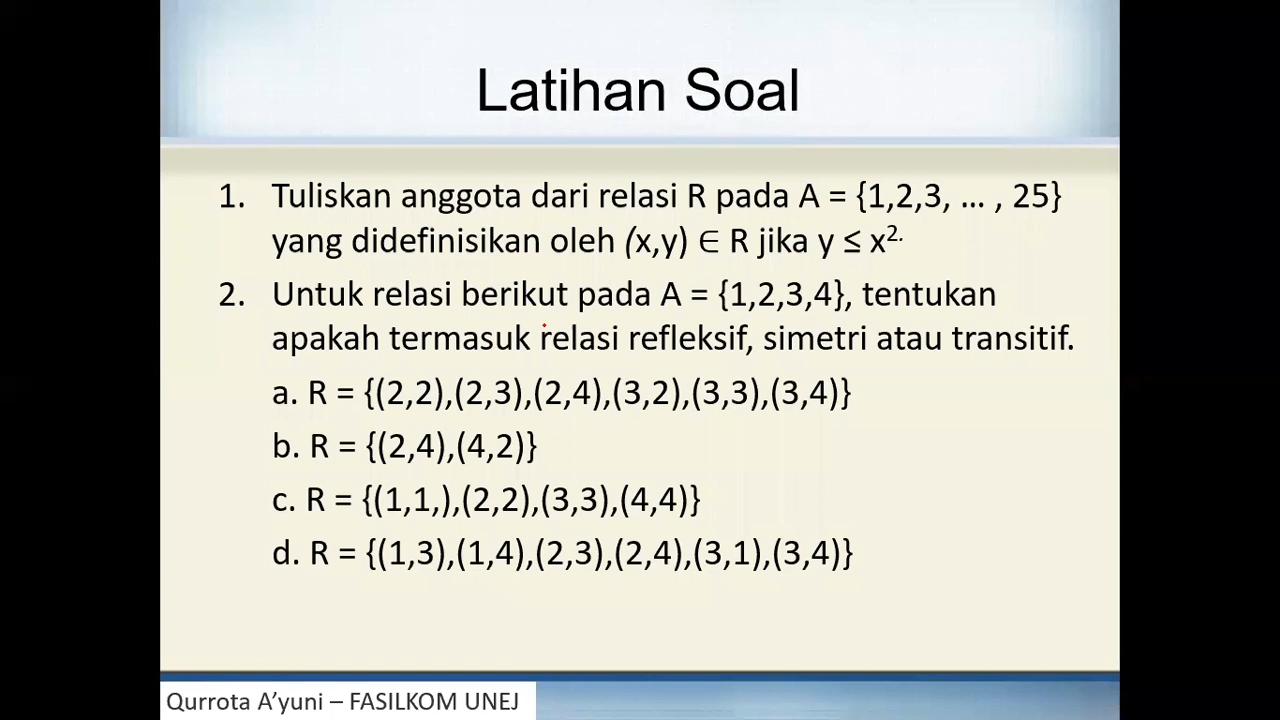 Latihan Soal
1. Tuliskan anggota dari relasi R pada A = {1,2,3, … , 25}
yang didefinisikan oleh (x,y) ∈ R jika y ≤ x².
2. Untuk relasi berikut pada A = {1,2,3,4}, tentukan
apakah termasuk relasi refleksif, simetri atau transitif.
a. R = {(2,2),(2,3),(2,4),(3,2),(3,3),(3,4)}
b. R = {(2,4),(4,2)}
c. R = {(1,1,),(2,2),(3,3),(4,4)}
d. R = {(1,3),(1,4),(2,3),(2,4),(3,1),(3,4)}
Qurrota A’yuni – FASILKOM UNEJ